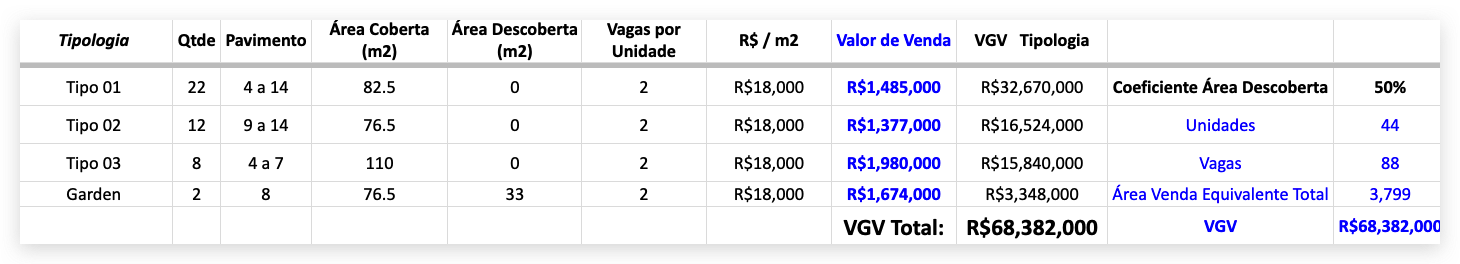 Tipologia Qtde Pavimento Área Coberta (m2) Área Descoberta (m2) Vagas por Unidade R$ / m2 Valor de Venda VGV Tipologia
Tipo 01 22 4 a 14 82.5 0 2 R$18,000 R$1,485,000 R$32,670,000 Coeficiente Área Descoberta 50%
Tipo 02 12 9 a 14 76.5 0 2 R$18,000 R$1,377,000 R$16,524,000 Unidades 44
Tipo 03 8 4 a 7 110 0 2 R$18,000 R$1,980,000 R$15,840,000 Vagas 88
Garden 2 8 76.5 33 2 R$18,000 R$1,674,000 R$3,348,000 Área Venda Equivalente Total 3,799
VGV Total: R$68,382,000 VGV R$68,382,000